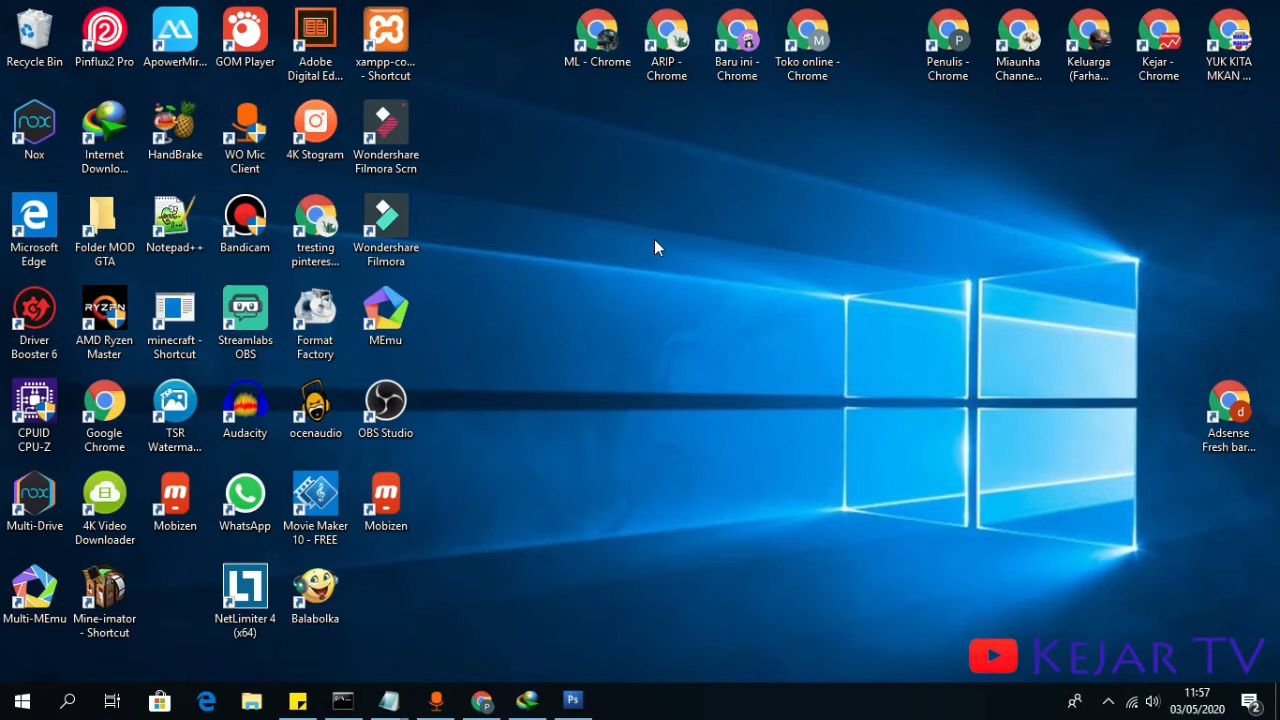 Recycle Bin
Pinflux2 Pro
ApowerMir...
GOM Player
Adobe
Digital Ed...
xampp-co...
- Shortcut
ML - Chrome
ARIP -
Chrome
Baru ini -
Chrome
Toko online -
Chrome
M
Penulis -
Chrome
P
Miaunha
Channe...
Keluarga
(Farha...
Kejar -
Chrome
YUK KITA
MKAN ...
nox
Nox
Internet
Downlo...
HandBrake
WO Mic
Client
4K Stogram
Wondershare
Filmora Scrn
Microsoft
Edge
Folder MOD
GTA
Notepad++
Bandicam
tresting
pinteres...
Wondershare
Filmora
Driver
Booster 6
RYZEN
AMD Ryzen
Master
minecraft -
Shortcut
Streamlabs
OBS
Format
Factory
MEmu
CPUID
CPU-Z
Google
Chrome
TSR
Waterma...
Audacity
ocenaudio
OBS Studio
d
Adsense
Fresh bar...
nox
Multi-Drive
4K Video
Downloader
m
Mobizen
WhatsApp
Movie Maker
10 - FREE
m
Mobizen
Multi-MEmu
Mine-imator
- Shortcut
NetLimiter 4
(x64)
Balabolka
Kejar TV
P
Ps
11:57
03/05/2020
2